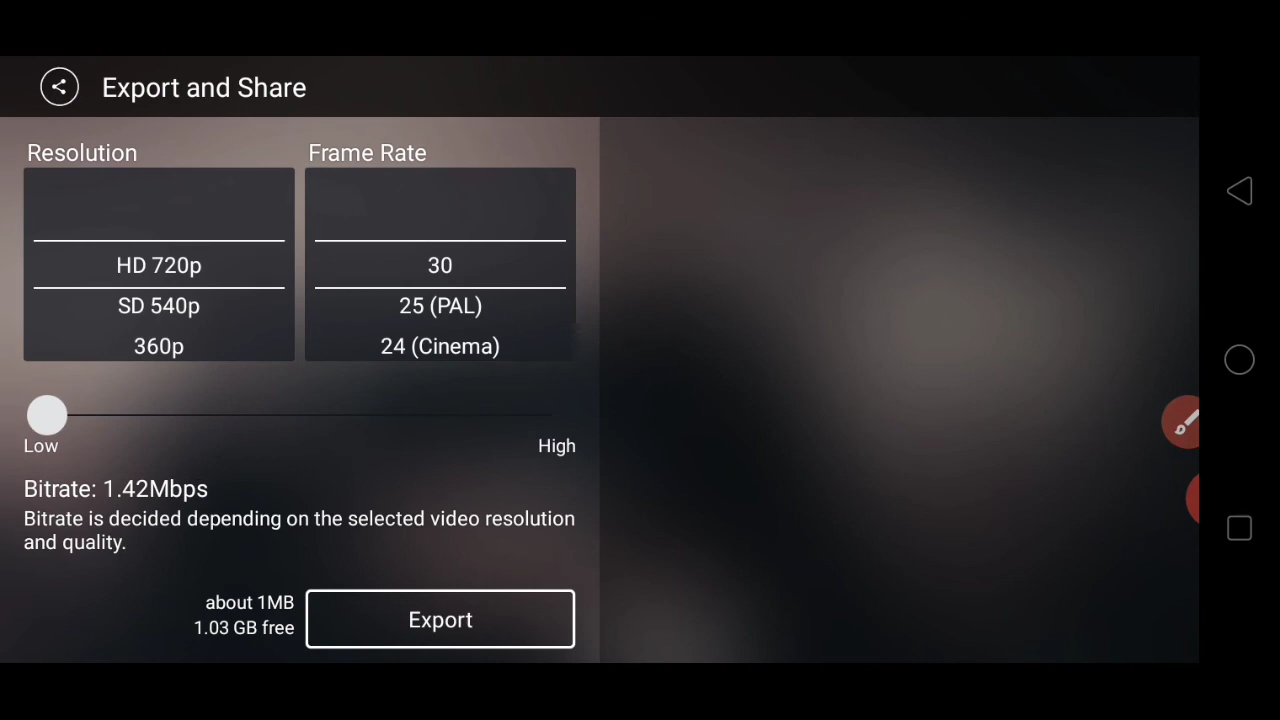 Export and Share
Resolution
Frame Rate
HD 720p
30
SD 540p
25 (PAL)
360p
24 (Cinema)
Low
High
Bitrate: 1.42Mbps
Bitrate is decided depending on the selected video resolution
and quality.
about 1MB
1.03 GB free
Export